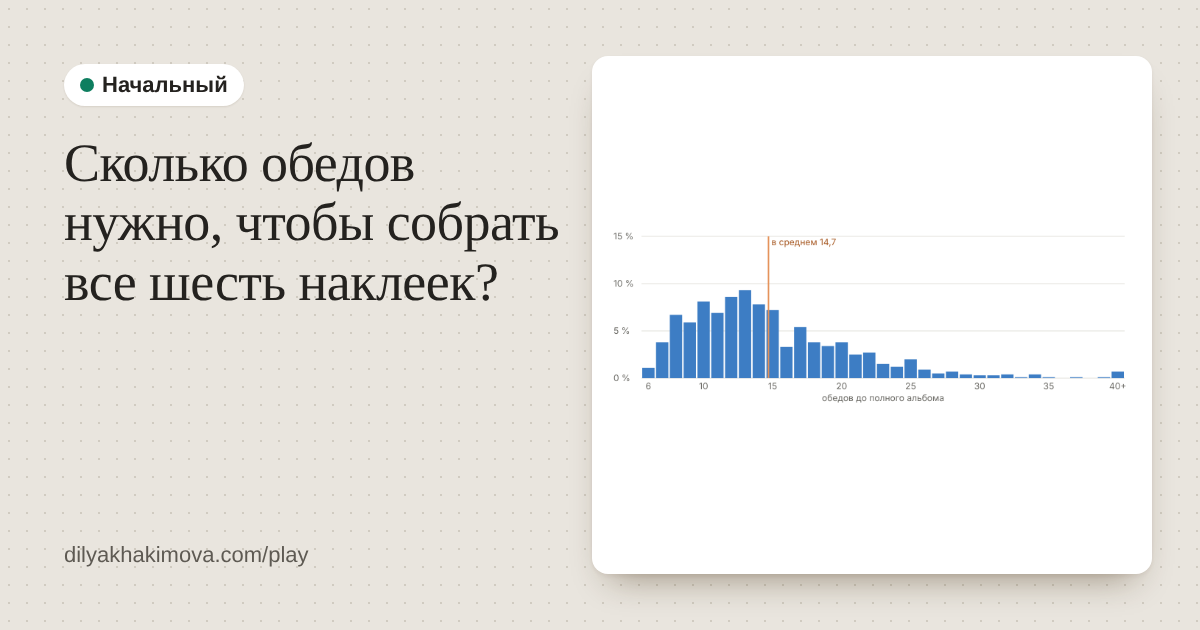 Начальный
Сколько обедов
нужно, чтобы собрать
все шесть наклеек?
dilyakhakimova.com/play
15 %
в среднем 14,7
10 %
5 %
0 %
6 10 15 20 25 30 35 40+
обедов до полного альбома